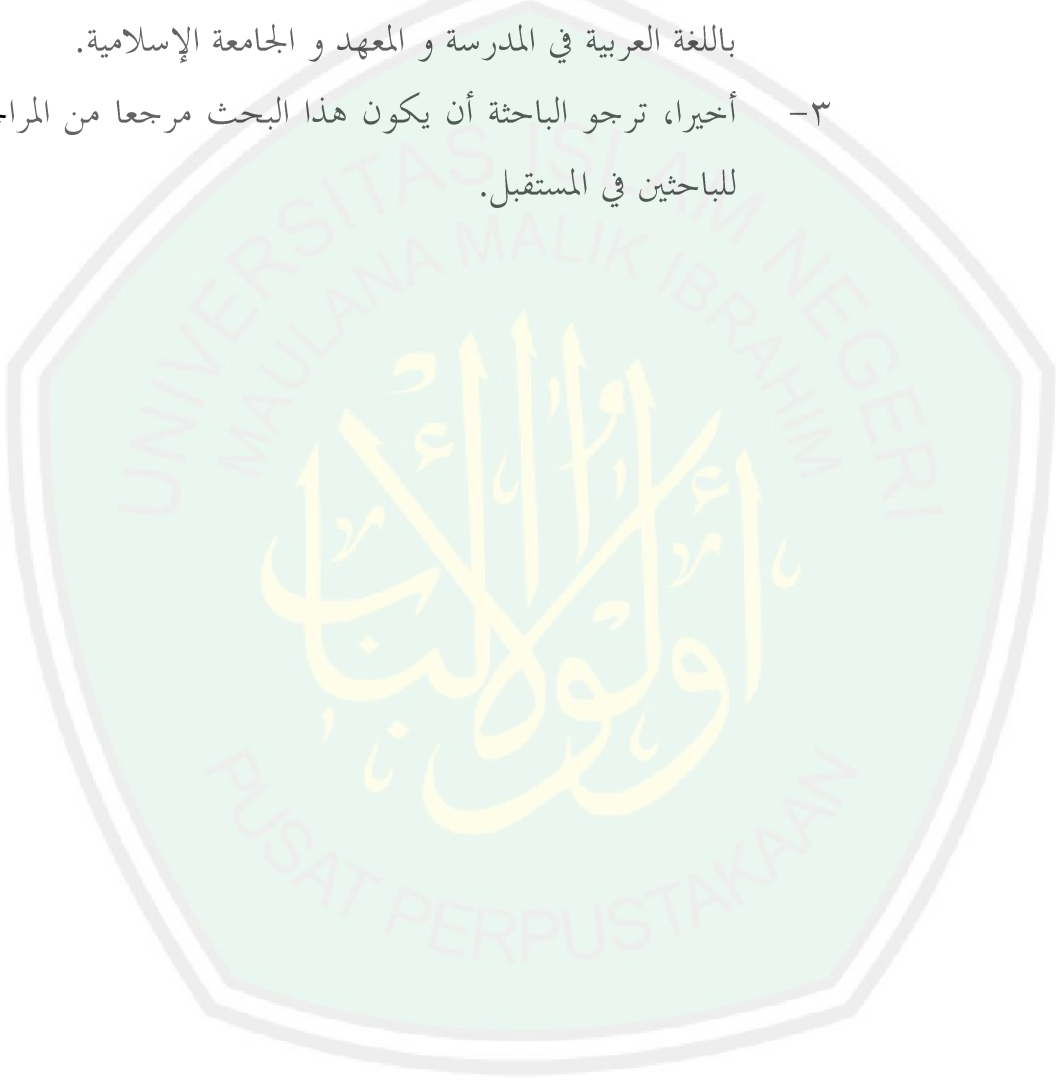 باللغة العربية في المدرسة و المعهد و الجامعة الإسلامية.
٣- أخيرا، ترجو الباحثة أن يكون هذا البحث مرجعا من
للباحثين في المستقبل.
UNIVERSITAS ISLAM NEGERI
MAULANA MALIK IBRAHIM
أولوا الألباب
PUSAT PERPUSTAKAAN